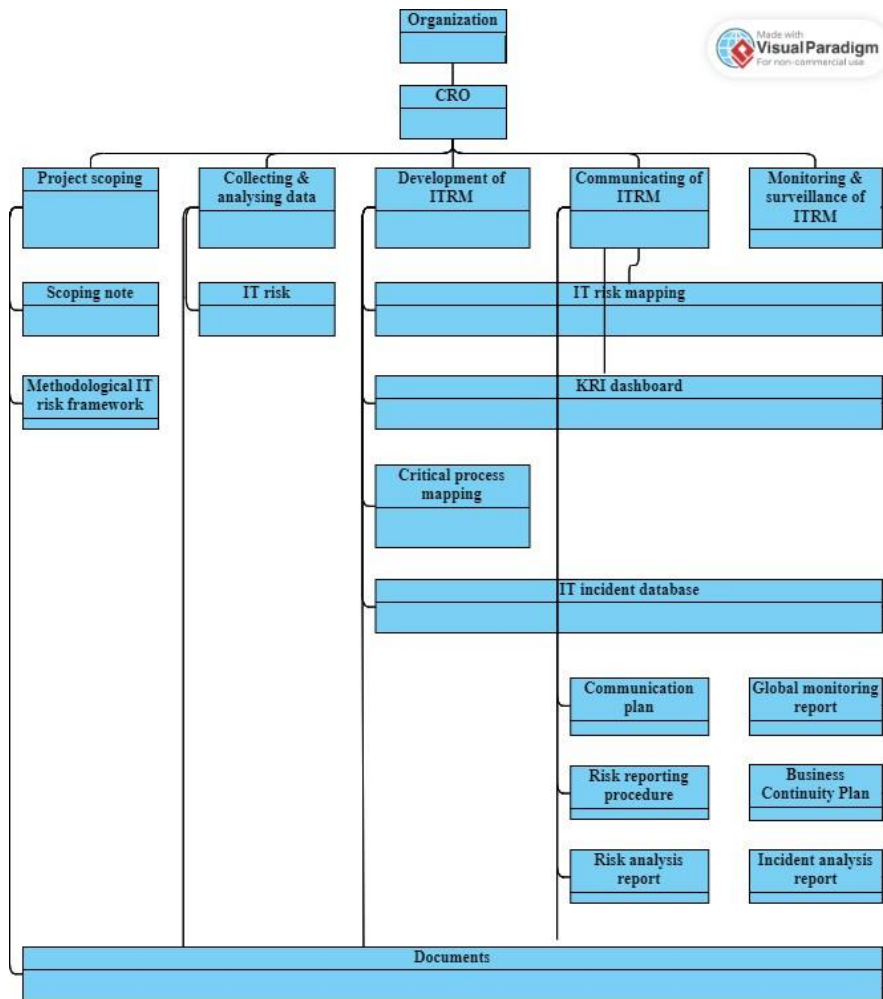 Organization
Made with
Visual Paradigm
For non-commercial use
CRO
Project scoping
Collecting &
analysing data
Development of
ITRM
Communicating of
ITRM
Monitoring &
surveillance of
ITRM
Scoping note
IT risk
IT risk mapping
Methodological IT
risk framework
KRI dashboard
Critical process
mapping
IT incident database
Communication
plan
Global monitoring
report
Risk reporting
procedure
Business
Continuity Plan
Risk analysis
report
Incident analysis
report
Documents